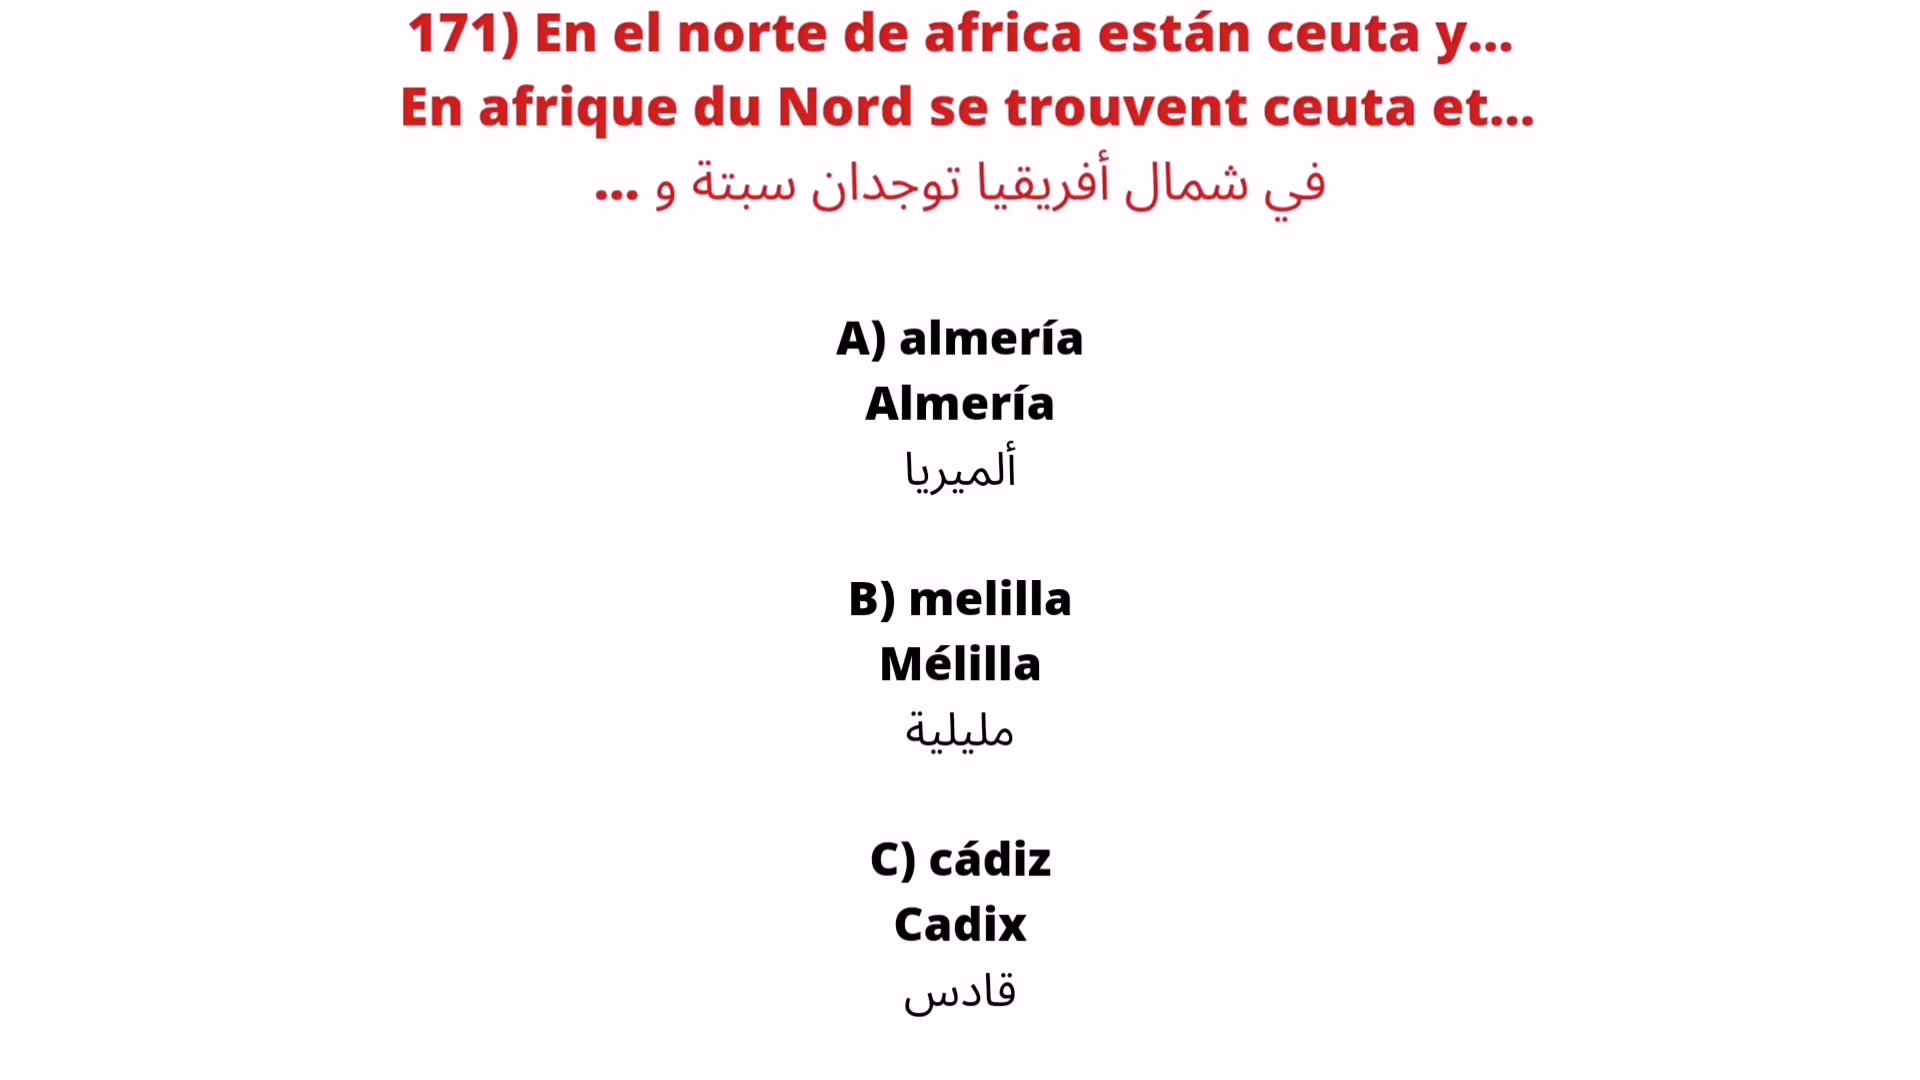 171) En el norte de africa están ceuta y...
En afrique du Nord se trouvent ceuta et...
في شمال أفريقيا توجدان سبتة و ...
A) almería
Almería
ألميريا
B) melilla
Mélilla
مليلية
C) cádiz
Cadix
قادس